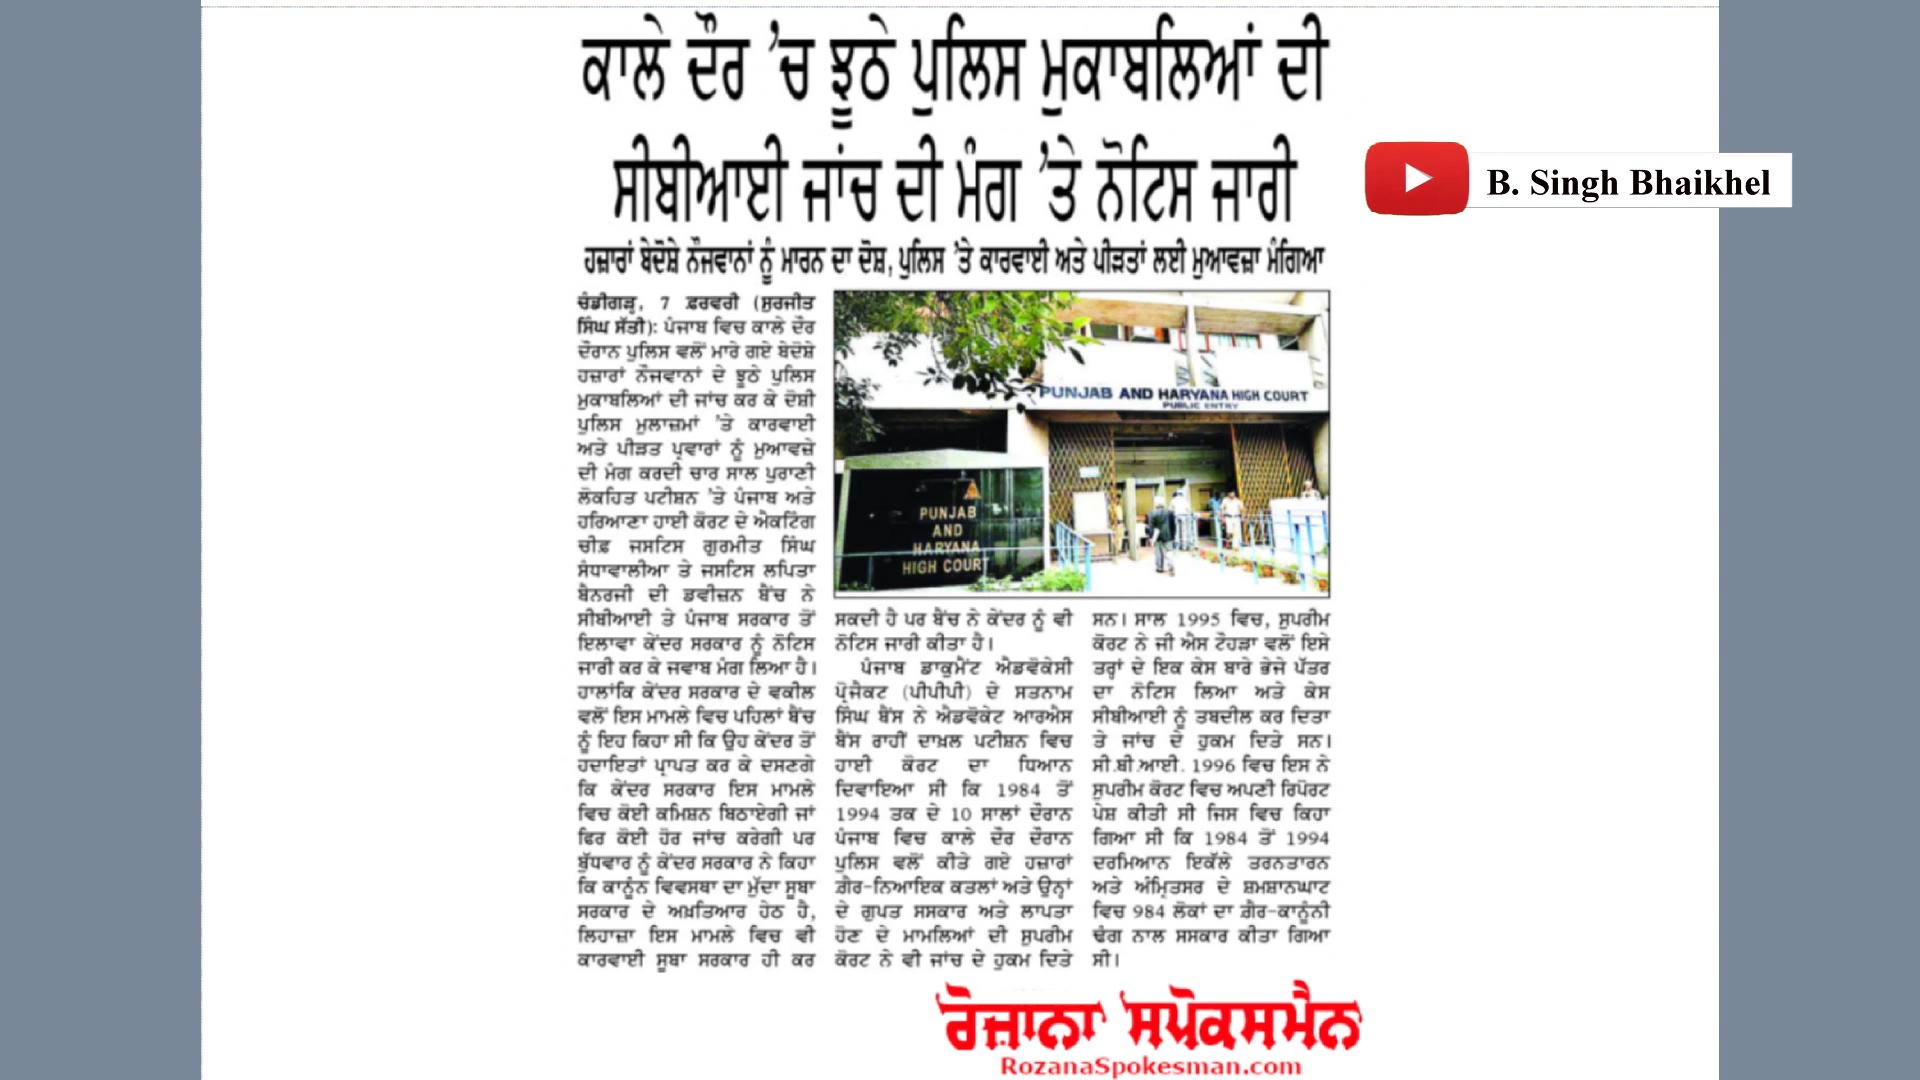 ਕਾਲੇ ਦੌਰ 'ਚ ਝੂਠੇ ਪੁਲਿਸ ਮੁਕਾਬਲਿਆਂ ਦੀ
ਸੀਬੀਆਈ ਜਾਂਚ ਦੀ ਮੰਗ 'ਤੇ ਨੋਟਿਸ ਜਾਰੀ
ਹਜ਼ਾਰਾਂ ਬੇਦੋਸ਼ੇ ਨੌਜਵਾਨਾਂ ਨੂੰ ਮਾਰਨ ਦਾ ਦੋਸ਼, ਪੁਲਿਸ 'ਤੇ ਕਾਰਵਾਈ ਅਤੇ ਪੀੜਤਾਂ ਲਈ ਮੁਆਵਜ਼ਾ ਮੰਗਿਆ
B. Singh Bhaikhel
ਚੰਡੀਗੜ੍ਹ, 7 ਫ਼ਰਵਰੀ (ਸੁਰਜੀਤ
ਸਿੰਘ ਸੱਤੀ): ਪੰਜਾਬ ਵਿਚ ਕਾਲੇ ਦੌਰ
ਦੌਰਾਨ ਪੁਲਿਸ ਵਲੋਂ ਮਾਰੇ ਗਏ ਬੇਦੋਸ਼ੇ
ਹਜ਼ਾਰਾਂ ਨੌਜਵਾਨਾਂ ਦੇ ਝੂਠੇ ਪੁਲਿਸ
ਮੁਕਾਬਲਿਆਂ ਦੀ ਜਾਂਚ ਕਰ ਕੇ ਦੋਸ਼ੀ
ਪੁਲਿਸ ਮੁਲਾਜ਼ਮਾਂ 'ਤੇ ਕਾਰਵਾਈ
ਅਤੇ ਪੀੜਤ ਪ੍ਰਵਾਰਾਂ ਨੂੰ ਮੁਆਵਜ਼ੇ
ਦੀ ਮੰਗ ਕਰਦੀ ਚਾਰ ਸਾਲ ਪੁਰਾਣੀ
ਲੋਕਹਿਤ ਪਟੀਸ਼ਨ 'ਤੇ ਪੰਜਾਬ ਅਤੇ
ਹਰਿਆਣਾ ਹਾਈ ਕੋਰਟ ਦੇ ਐਕਟਿੰਗ
ਚੀਫ਼ ਜਸਟਿਸ ਗੁਰਮੀਤ ਸਿੰਘ
ਸੰਧਾਵਾਲੀਆ ਤੇ ਜਸਟਿਸ ਲਪਿਤਾ
ਬੈਨਰਜੀ ਦੀ ਡਵੀਜ਼ਨ ਬੈਂਚ ਨੇ
ਸੀਬੀਆਈ ਤੇ ਪੰਜਾਬ ਸਰਕਾਰ ਤੋਂ
ਇਲਾਵਾ ਕੇਂਦਰ ਸਰਕਾਰ ਨੂੰ ਨੋਟਿਸ
ਜਾਰੀ ਕਰ ਕੇ ਜਵਾਬ ਮੰਗ ਲਿਆ ਹੈ।
ਹਾਲਾਂਕਿ ਕੇਂਦਰ ਸਰਕਾਰ ਦੇ ਵਕੀਲ
ਵਲੋਂ ਇਸ ਮਾਮਲੇ ਵਿਚ ਪਹਿਲਾਂ ਬੈਂਚ
ਨੂੰ ਇਹ ਕਿਹਾ ਸੀ ਕਿ ਉਹ ਕੇਂਦਰ ਤੋਂ
ਹਦਾਇਤਾਂ ਪ੍ਰਾਪਤ ਕਰ ਕੇ ਦਸਣਗੇ
ਕਿ ਕੇਂਦਰ ਸਰਕਾਰ ਇਸ ਮਾਮਲੇ
ਵਿਚ ਕੋਈ ਕਮਿਸ਼ਨ ਬਿਠਾਏਗੀ ਜਾਂ
ਫਿਰ ਕੋਈ ਹੋਰ ਜਾਂਚ ਕਰੇਗੀ ਪਰ
ਬੁੱਧਵਾਰ ਨੂੰ ਕੇਂਦਰ ਸਰਕਾਰ ਨੇ ਕਿਹਾ
ਕਿ ਕਾਨੂੰਨ ਵਿਵਸਥਾ ਦਾ ਮੁੱਦਾ ਸੂਬਾ
ਸਰਕਾਰ ਦੇ ਅਖ਼ਤਿਆਰ ਹੇਠ ਹੈ,
ਲਿਹਾਜ਼ਾ ਇਸ ਮਾਮਲੇ ਵਿਚ ਵੀ
ਕਾਰਵਾਈ ਸੂਬਾ ਸਰਕਾਰ ਹੀ ਕਰ
PUNJAB AND HARYANA HIGH COURT
PUBLIC ENTRY
PUNJAB
AND
HARYANA
HIGH COURT
ਸਕਦੀ ਹੈ ਪਰ ਬੈਂਚ ਨੇ ਕੇਂਦਰ ਨੂੰ ਵੀ
ਨੋਟਿਸ ਜਾਰੀ ਕੀਤਾ ਹੈ।
ਪੰਜਾਬ ਡਾਕੂਮੈਂਟ ਐਡਵੋਕੇਸੀ
ਪ੍ਰੋਜੈਕਟ (ਪੀਪੀਪੀ) ਦੇ ਸਤਨਾਮ
ਸਿੰਘ ਬੈਂਸ ਨੇ ਐਡਵੋਕੇਟ ਆਰਐਸ
ਬੈਂਸ ਰਾਹੀਂ ਦਾਖ਼ਲ ਪਟੀਸ਼ਨ ਵਿਚ
ਹਾਈ ਕੋਰਟ ਦਾ ਧਿਆਨ
ਦਿਵਾਇਆ ਸੀ ਕਿ 1984 ਤੋਂ
1994 ਤਕ ਦੇ 10 ਸਾਲਾਂ ਦੌਰਾਨ
ਪੰਜਾਬ ਵਿਚ ਕਾਲੇ ਦੌਰ ਦੌਰਾਨ
ਪੁਲਿਸ ਵਲੋਂ ਕੀਤੇ ਗਏ ਹਜ਼ਾਰਾਂ
ਗ਼ੈਰ-ਨਿਆਇਕ ਕਤਲਾਂ ਅਤੇ ਉਨ੍ਹਾਂ
ਦੇ ਗੁਪਤ ਸਸਕਾਰ ਅਤੇ ਲਾਪਤਾ
ਹੋਣ ਦੇ ਮਾਮਲਿਆਂ ਦੀ ਸੁਪਰੀਮ
ਕੋਰਟ ਨੇ ਵੀ ਜਾਂਚ ਦੇ ਹੁਕਮ ਦਿਤੇ
ਸਨ। ਸਾਲ 1995 ਵਿਚ, ਸੁਪਰੀਮ
ਕੋਰਟ ਨੇ ਜੀ ਐਸ ਟੌਹੜਾ ਵਲੋਂ ਇਸੇ
ਤਰ੍ਹਾਂ ਦੇ ਇਕ ਕੇਸ ਬਾਰੇ ਭੇਜੇ ਪੱਤਰ
ਦਾ ਨੋਟਿਸ ਲਿਆ ਅਤੇ ਕੇਸ
ਸੀਬੀਆਈ ਨੂੰ ਤਬਦੀਲ ਕਰ ਦਿਤਾ
ਤੇ ਜਾਂਚ ਦੇ ਹੁਕਮ ਦਿਤੇ ਸਨ।
ਸੀ.ਬੀ.ਆਈ. 1996 ਵਿਚ ਇਸ ਨੇ
ਸੁਪਰੀਮ ਕੋਰਟ ਵਿਚ ਅਪਣੀ ਰਿਪੋਰਟ
ਪੇਸ਼ ਕੀਤੀ ਸੀ ਜਿਸ ਵਿਚ ਕਿਹਾ
ਗਿਆ ਸੀ ਕਿ 1984 ਤੋਂ 1994
ਦਰਮਿਆਨ ਇਕੱਲੇ ਤਰਨਤਾਰਨ
ਅਤੇ ਅੰਮ੍ਰਿਤਸਰ ਦੇ ਸ਼ਮਸ਼ਾਨਘਾਟ
ਵਿਚ 984 ਲੋਕਾਂ ਦਾ ਗ਼ੈਰ-ਕਾਨੂੰਨੀ
ਢੰਗ ਨਾਲ ਸਸਕਾਰ ਕੀਤਾ ਗਿਆ
ਸੀ।
ਰੋਜ਼ਾਨਾ ਸਪੋਕਸਮੈਨ
RozanaSpokesman.com